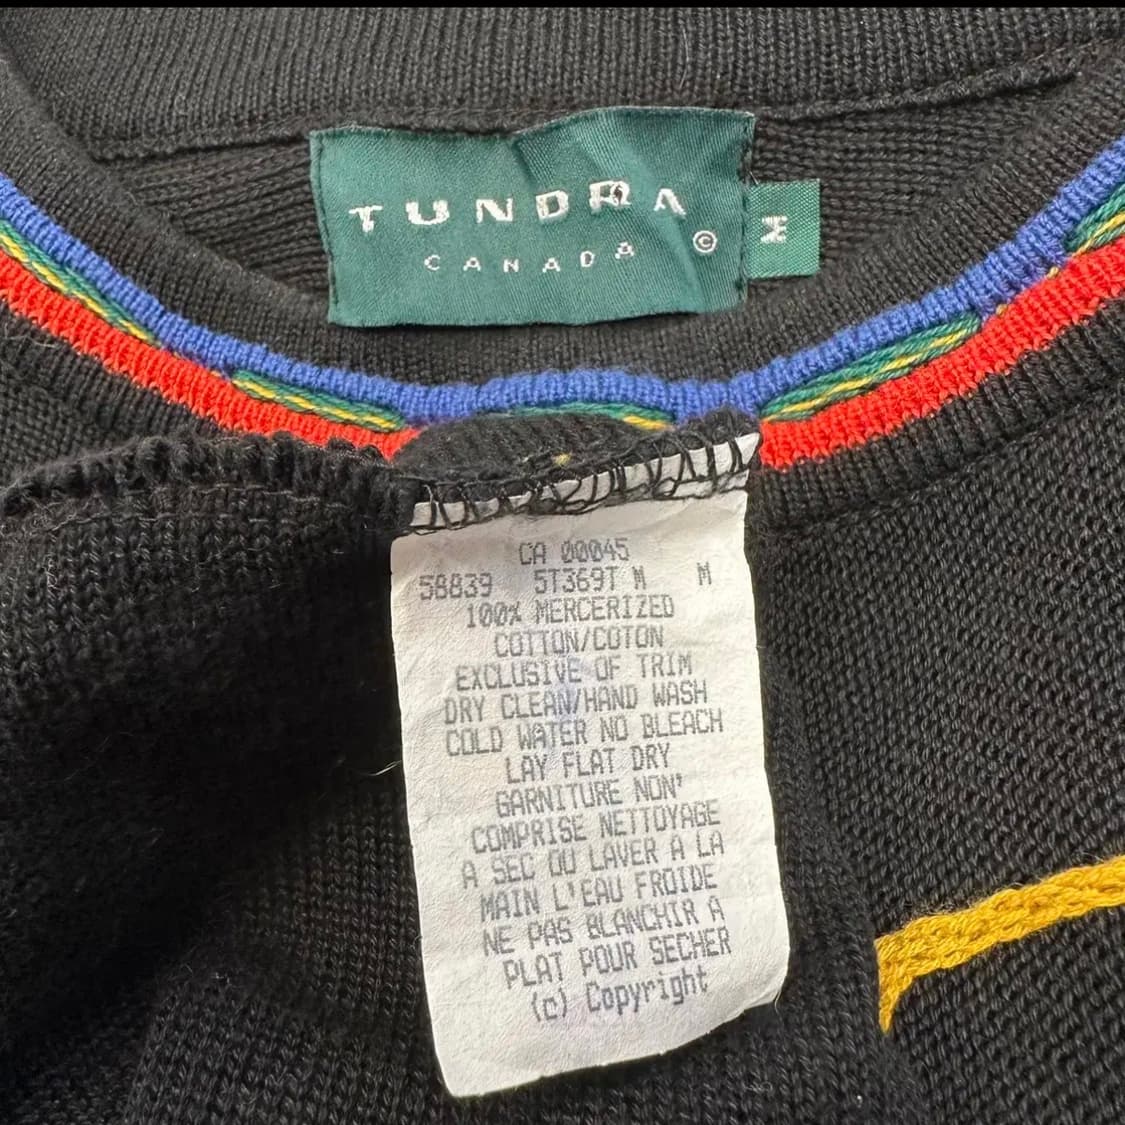 TUNDRA
CANADA ©
M
CA 00045
58839 5T369T M M
100% MERCERIZED
COTTON/COTON
EXCLUSIVE OF TRIM
DRY CLEAN/HAND WASH
COLD WATER NO BLEACH
LAY FLAT DRY
GARNITURE NON'
COMPRISE NETTOYAGE
A SEC OU LAVER A LA
MAIN L'EAU FROIDE
NE PAS BLANCHIR A
PLAT POUR SECHER
(c) Copyright